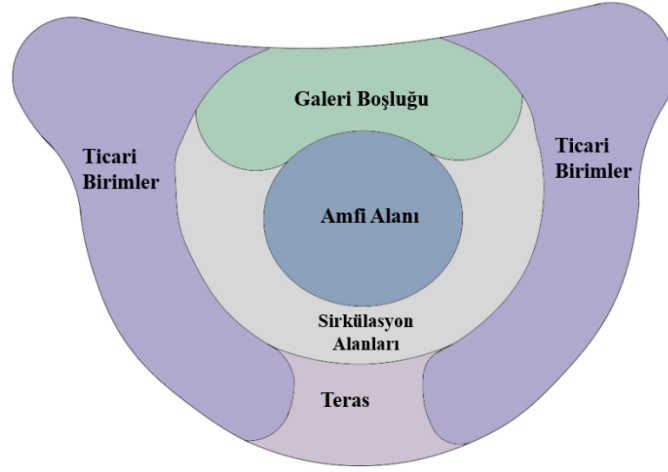 Galeri Boşluğu
Ticari
Birimler
Ticari
Birimler
Amfi Alanı
Sirkülasyon
Alanları
Teras